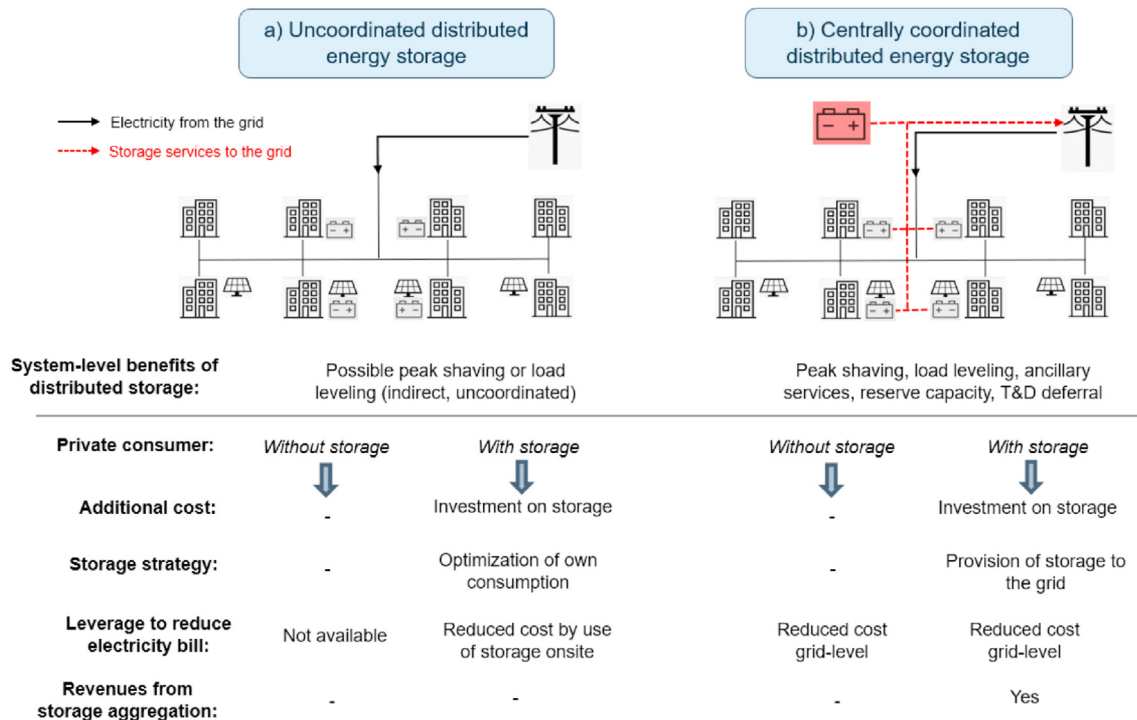 a) Uncoordinated distributed
energy storage
b) Centrally coordinated
distributed energy storage
Electricity from the grid
Storage services to the grid
System-level benefits of
distributed storage:
Possible peak shaving or load
leveling (indirect, uncoordinated)
Peak shaving, load leveling, ancillary
services, reserve capacity, T&D deferral
Private consumer:
Without storage
With storage
Without storage
With storage
Additional cost:
-
Investment on storage
-
Investment on storage
Storage strategy:
-
Optimization of own
consumption
-
Provision of storage to
the grid
Leverage to reduce
electricity bill:
Not available
Reduced cost by use
of storage onsite
Reduced cost
grid-level
Reduced cost
grid-level
Revenues from
storage aggregation:
-
-
-
Yes